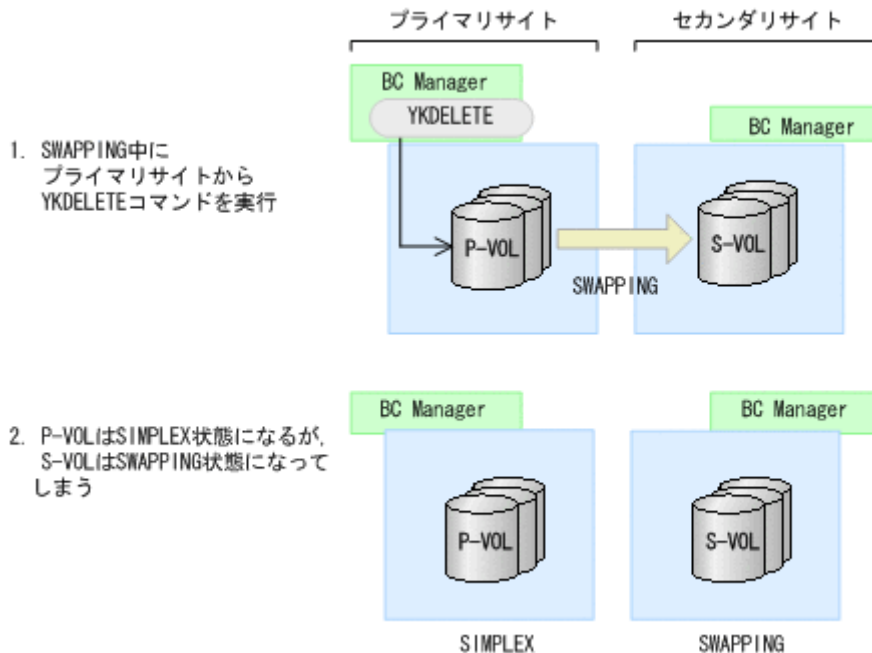 プライマリサイト
セカンダリサイト
BC Manager
YKDELETE
BC Manager
1. SWAPPING中に
プライマリサイトから
YKDELETEコマンドを実行
P-VOL
S-VOL
SWAPPING
BC Manager
BC Manager
2. P-VOLはSIMPLEX状態になるが,
S-VOLはSWAPPING状態になって
しまう
P-VOL
S-VOL
SIMPLEX
SWAPPING